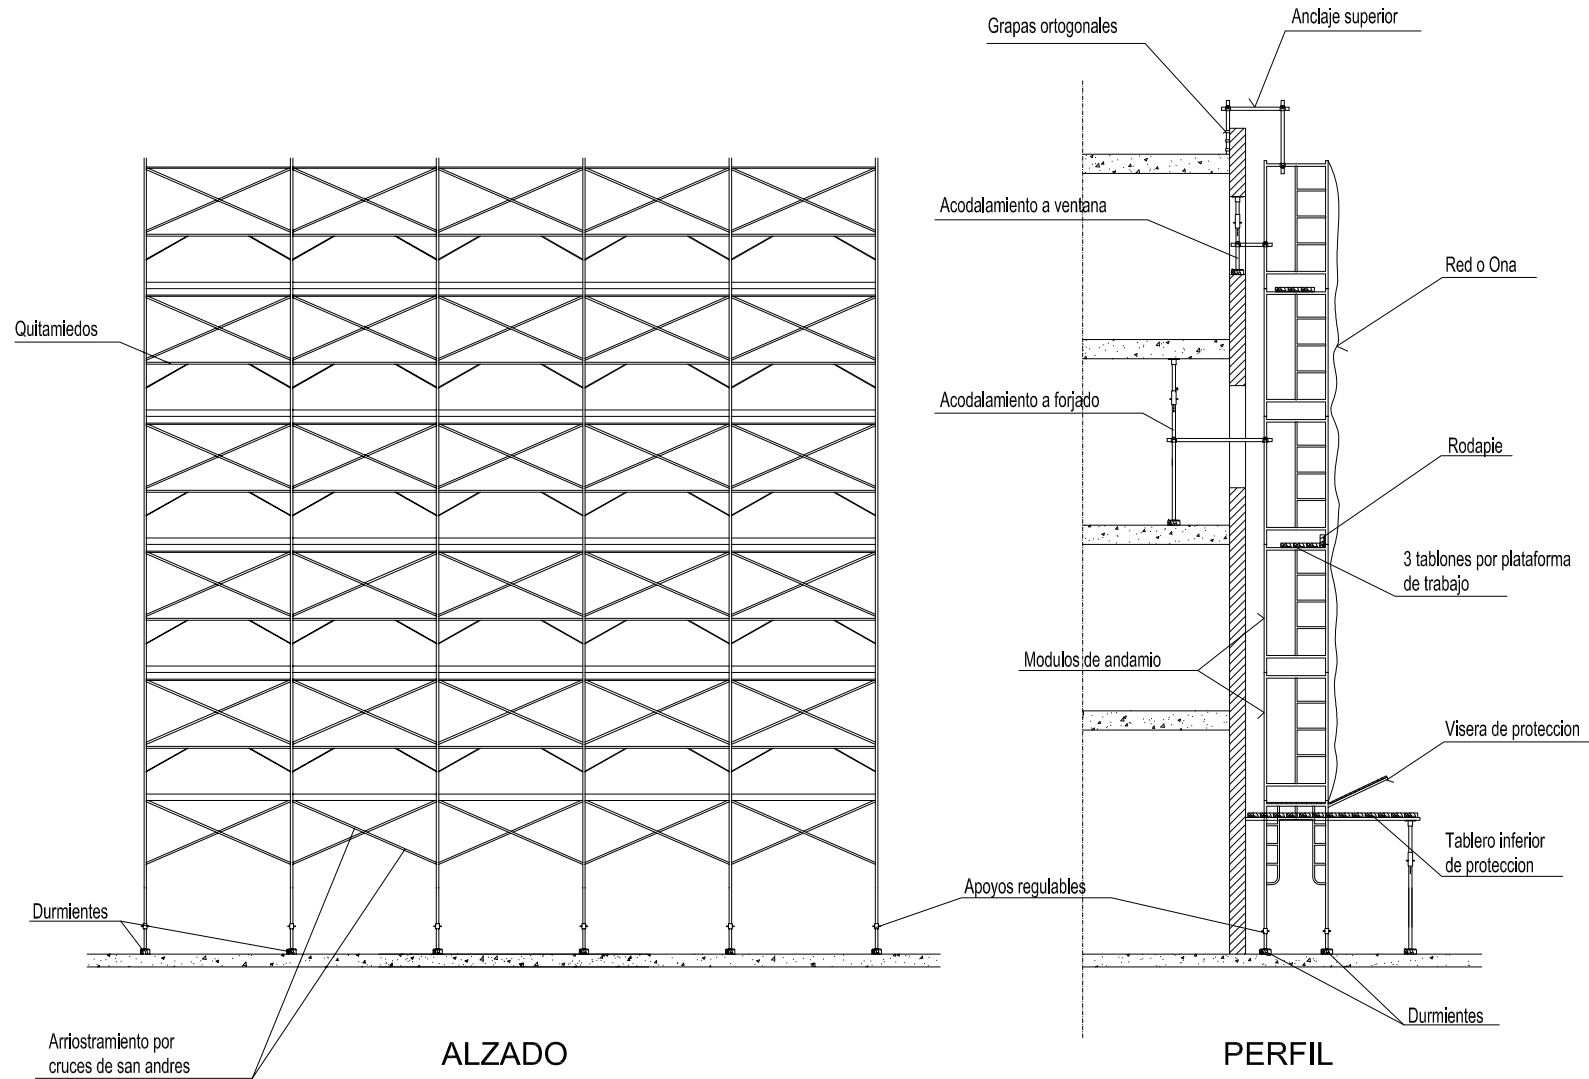 Grapas ortogonales
Anclaje superior
Acodalamiento a ventana
Red o Ona
Quitamiedos
Acodalamiento a forjado
Rodapie
3 tablones por plataforma
de trabajo
Modulos de andamio
Visera de proteccion
Tablero inferior
de proteccion
Apoyos regulables
Durmientes
Durmientes
Arriostramiento por
cruces de san andres
ALZADO
PERFIL